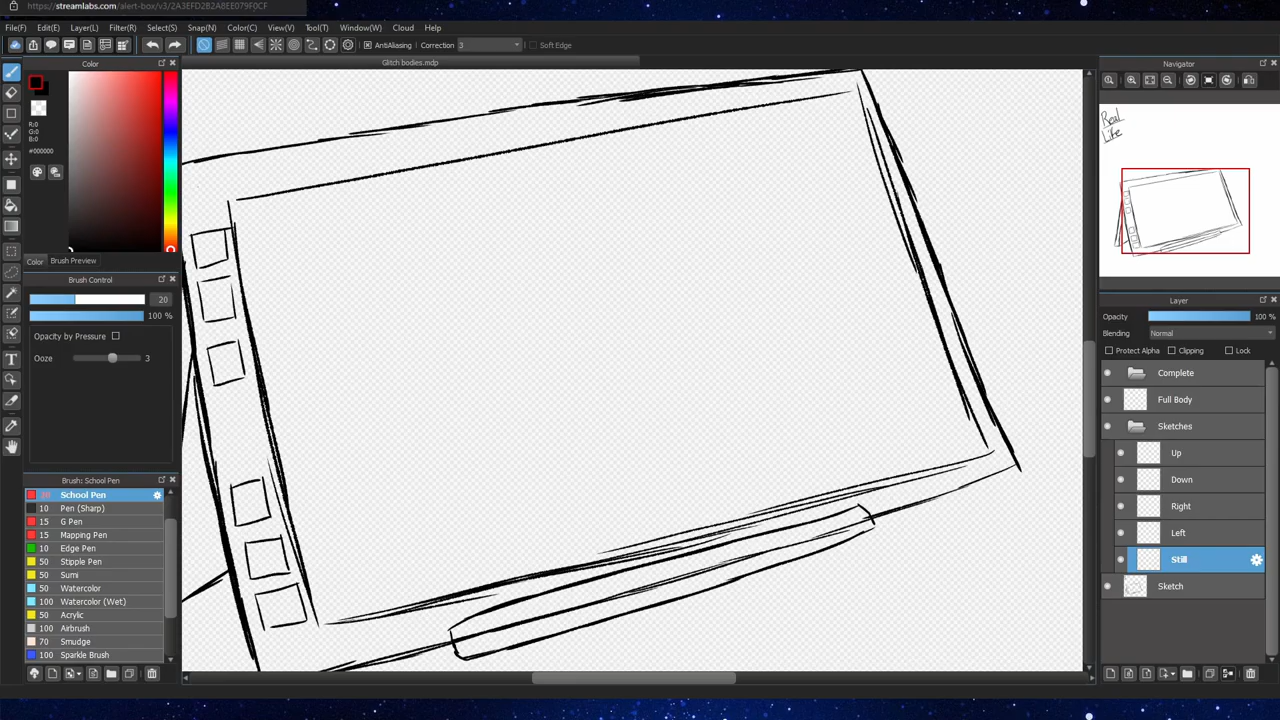 https://streamlabs.com/alert-box/v3/2A3EFD2B2A8EE0A39CF
File(F) Edit(E) Layer(L) Filter(R) Select(S) Snap(N) Color(C) View(V) Tool(T) Window(W) Cloud Help
AntiAliasing Correction 3 Soft Edge
Color Glitch bodies.mdp Navigator
R:0
G:0
B:0
#000000
Real
Like
Color Brush Preview
Brush Control
20
100 %
Opacity by Pressure
Ooze 3
Brush: School Pen
School Pen
10 Pen (Sharp)
15 G Pen
15 Mapping Pen
10 Edge Pen
50 Stipple Pen
50 Sumi
50 Watercolor
100 Watercolor (Wet)
50 Acrylic
100 Airbrush
70 Smudge
100 Sparkle Brush
Layer
Opacity 100 %
Blending Normal
Protect Alpha Clipping Lock
Complete
Full Body
Sketches
Up
Down
Right
Left
Still
Sketch